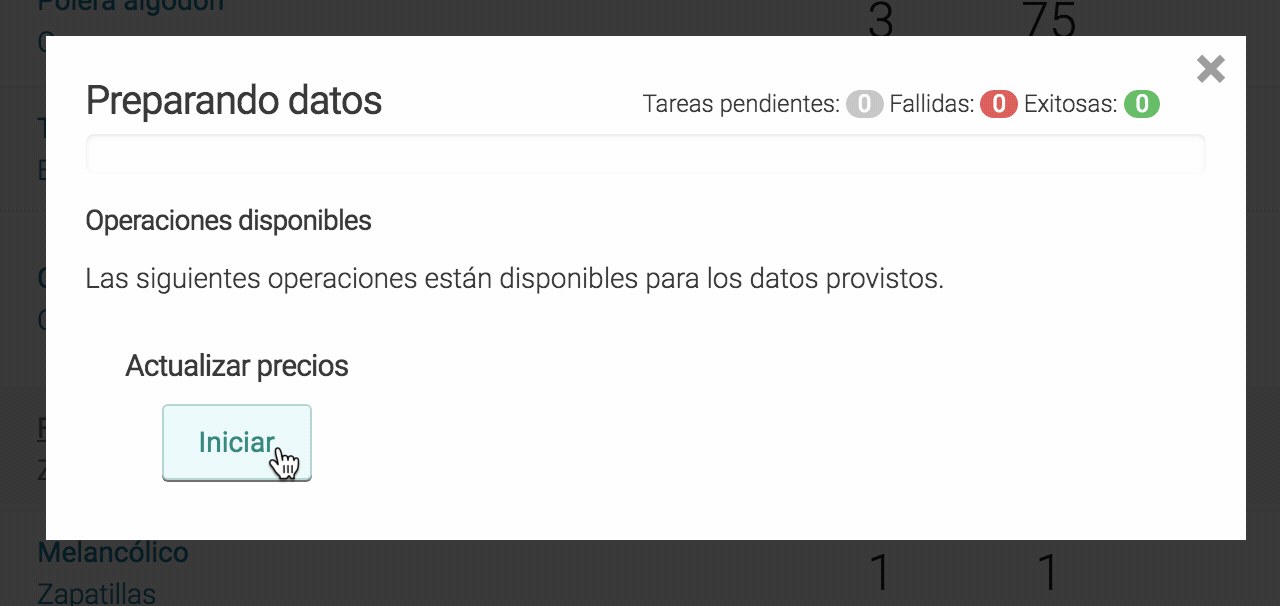 Polera algodón
3 75
Preparando datos
Tareas pendientes: 0 Fallidas: 0 Exitosas: 0
Operaciones disponibles
Las siguientes operaciones están disponibles para los datos provistos.
Actualizar precios
Iniciar
Melancólico
1 1
Zapatillas